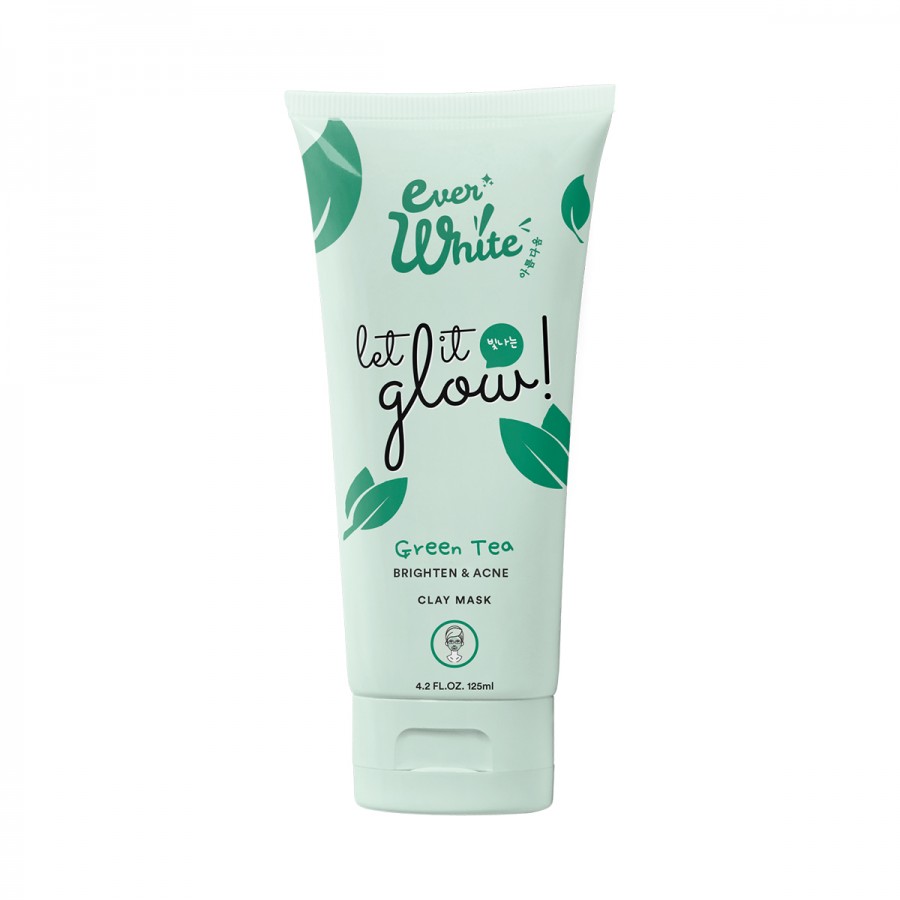 ever
White
아름다움
let it 빛나는
glow!
Green Tea
BRIGHTEN & ACNE
CLAY MASK
4.2 FL.OZ. 125ml